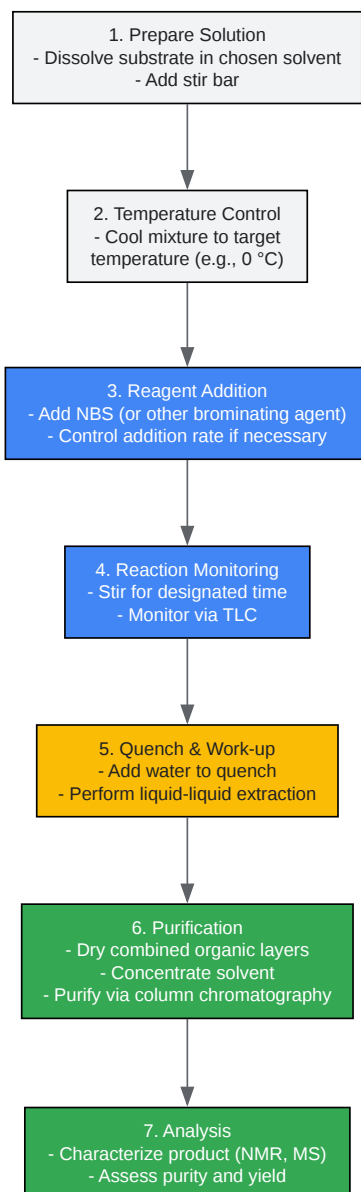 1. Prepare Solution
- Dissolve substrate in chosen solvent
- Add stir bar
2. Temperature Control
- Cool mixture to target
temperature (e.g., 0 °C)
3. Reagent Addition
- Add NBS (or other brominating agent)
- Control addition rate if necessary
4. Reaction Monitoring
- Stir for designated time
- Monitor via TLC
5. Quench & Work-up
- Add water to quench
- Perform liquid-liquid extraction
6. Purification
- Dry combined organic layers
- Concentrate solvent
- Purify via column chromatography
7. Analysis
- Characterize product (NMR, MS)
- Assess purity and yield